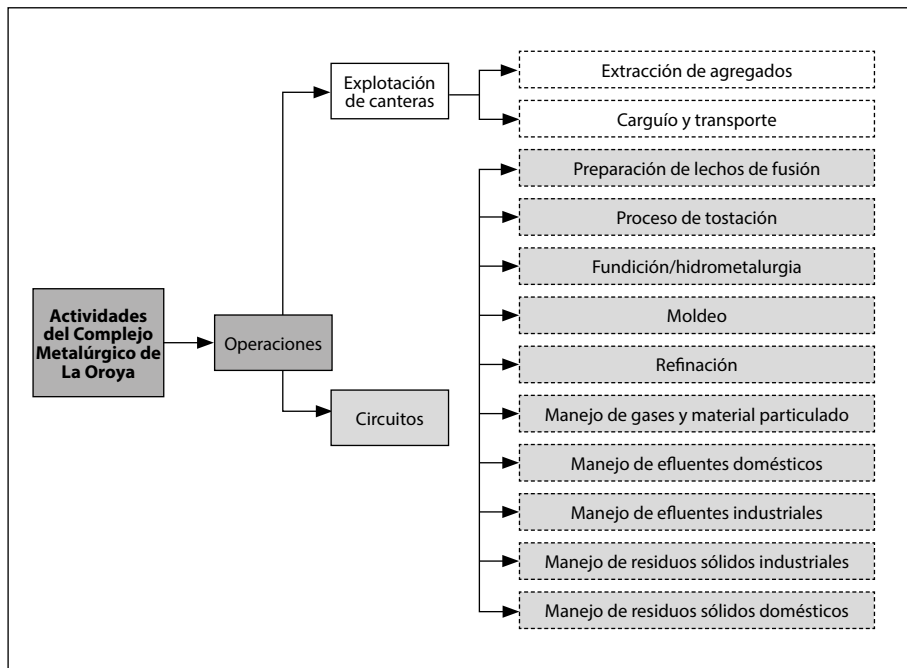 Actividades
del Complejo
Metalúrgico de
La Oroya
Operaciones
Explotación
de canteras
Extracción de agregados
Carguío y transporte
Circuitos
Preparación de lechos de fusión
Proceso de tostación
Fundición/hidrometalurgia
Moldeo
Refinación
Manejo de gases y material particulado
Manejo de efluentes domésticos
Manejo de efluentes industriales
Manejo de residuos sólidos industriales
Manejo de residuos sólidos domésticos